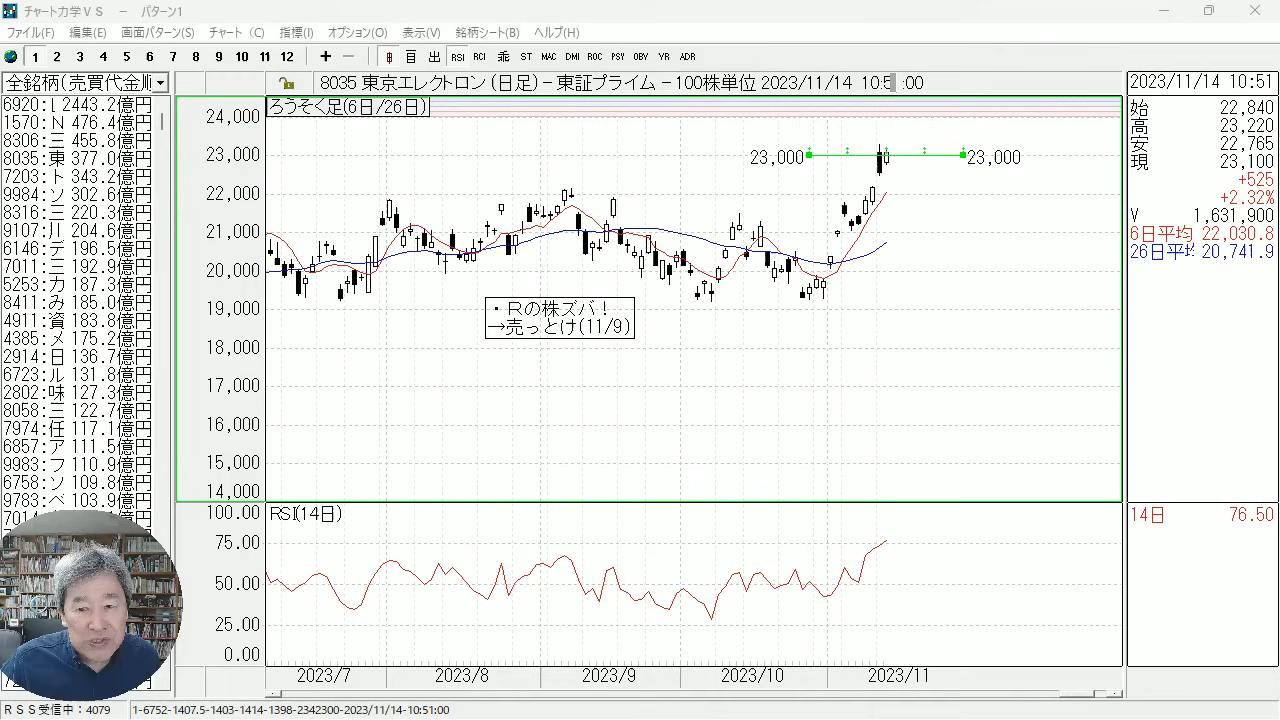 チャート力学ＶＳ － パターン1
ファイル(F) 編集(E) 画面パターン(S) チャート (C) 指標(I) オプション(O) 表示(V) 銘柄シート(B) ヘルプ(H)
1 2 3 4 5 6 7 8 9 10 11 12 + － 日 百 出 RSI RCI 乖 ST MAC DMI ROC PSY OBY YR ADR
全銘柄(売買代金順
8035 東京エレクトロン (日足)－東証プライム －100株単位 2023/11/14 10:5 :00
2023/11/14 10:51
6920:L 2443.2億円
1570:N 476.4億円
8306:三 455.8億円
8035:東 377.0億円
7203:ト 343.2億円
9984:ソ 302.6億円
8316:三 220.3億円
9107:川 204.6億円
6146:デ 196.5億円
7011:三 192.9億円
5253:カ 187.3億円
8411:み 185.0億円
4911:資 183.8億円
4385:メ 175.2億円
2914:日 136.7億円
6723:ル 131.8億円
2802:味 127.3億円
8058:三 122.7億円
7974:任 117.1億円
6857:ア 111.5億円
9983:フ 110.9億円
6758:ソ 109.8億円
9783:ベ 103.9億円
7014
ろうそく足(6日/26日)
24,000
23,000
22,000
21,000
20,000
19,000
18,000
17,000
16,000
15,000
14,000
23,000 23,000
・Ｒの株ズバ！
→売っとけ(11/9)
始 22,840
高 23,220
安 22,765
現 23,100
+525
+2.32%
V 1,631,900
6日平均 22,030.8
26日平均 20,741.9
RSI(14日)
100.00
75.00
50.00
25.00
0.00
14日 76.50
2023/7 2023/8 2023/9 2023/10 2023/11
ＲＳＳ受信中：4079 1-6752-1407.5-1403-1414-1398-2342300-2023/11/14-10:51:00